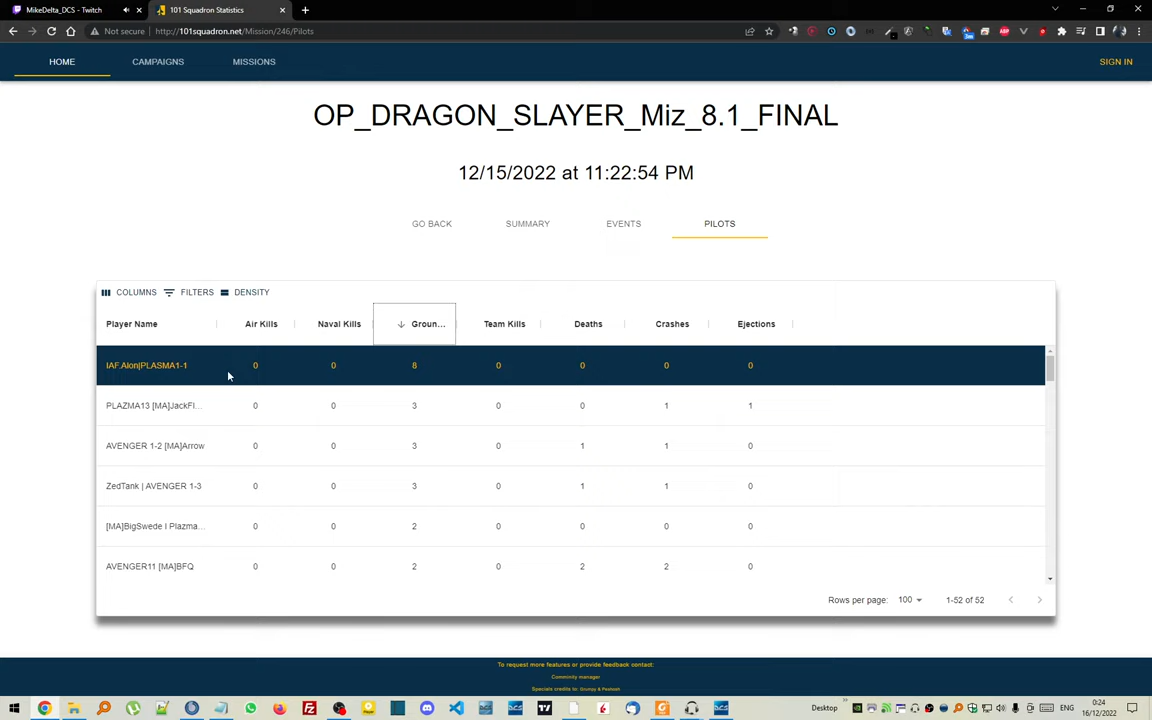 MikeDelta_DCS - Twitch
101 Squadron Statistics
Not secure
http://101squadron.net/Mission/246/Pilots
HOME
CAMPAIGNS
MISSIONS
SIGN IN
OP_DRAGON_SLAYER_Miz_8.1_FINAL
12/15/2022 at 11:22:54 PM
GO BACK
SUMMARY
EVENTS
PILOTS
COLUMNS
FILTERS
DENSITY
Player Name Air Kills Naval Kills Groun... Team Kills Deaths Crashes Ejections
IAF.Alon|PLASMA1-1 0 0 8 0 0 0 0
PLAZMA13 [MA]JackFl... 0 0 3 0 0 1 1
AVENGER 1-2 [MA]Arrow 0 0 3 0 1 1 0
ZedTank | AVENGER 1-3 0 0 3 0 1 1 0
[MA]BigSwede I Plazma... 0 0 2 0 0 0 0
AVENGER11 [MA]BFQ 0 0 2 0 2 2 0
Rows per page: 100 1-52 of 52
To request more features or provide feedback contact:
Community manager
Specials credits to: Grumpy & Peekosh
Desktop
ENG
0:24
16/12/2022